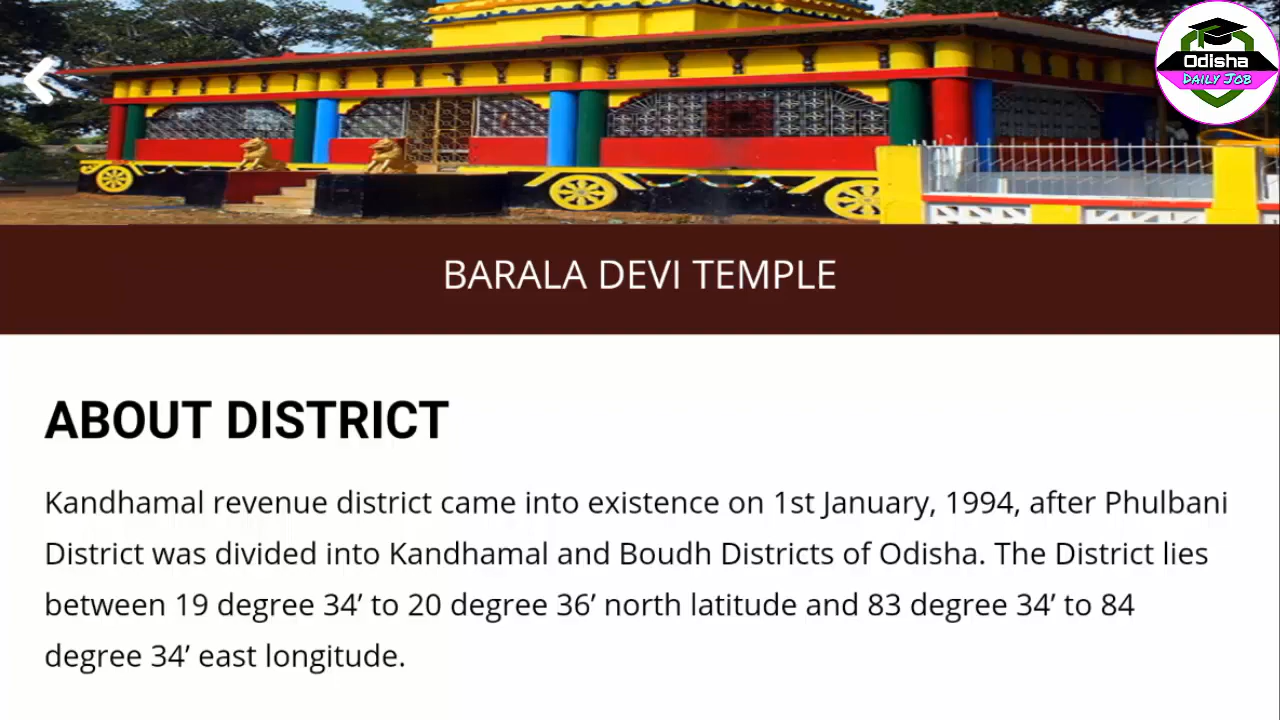 Odisha
DAILY JOB
BARALA DEVI TEMPLE
ABOUT DISTRICT
Kandhamal revenue district came into existence on 1st January, 1994, after Phulbani
District was divided into Kandhamal and Boudh Districts of Odisha. The District lies
between 19 degree 34’ to 20 degree 36’ north latitude and 83 degree 34’ to 84
degree 34’ east longitude.